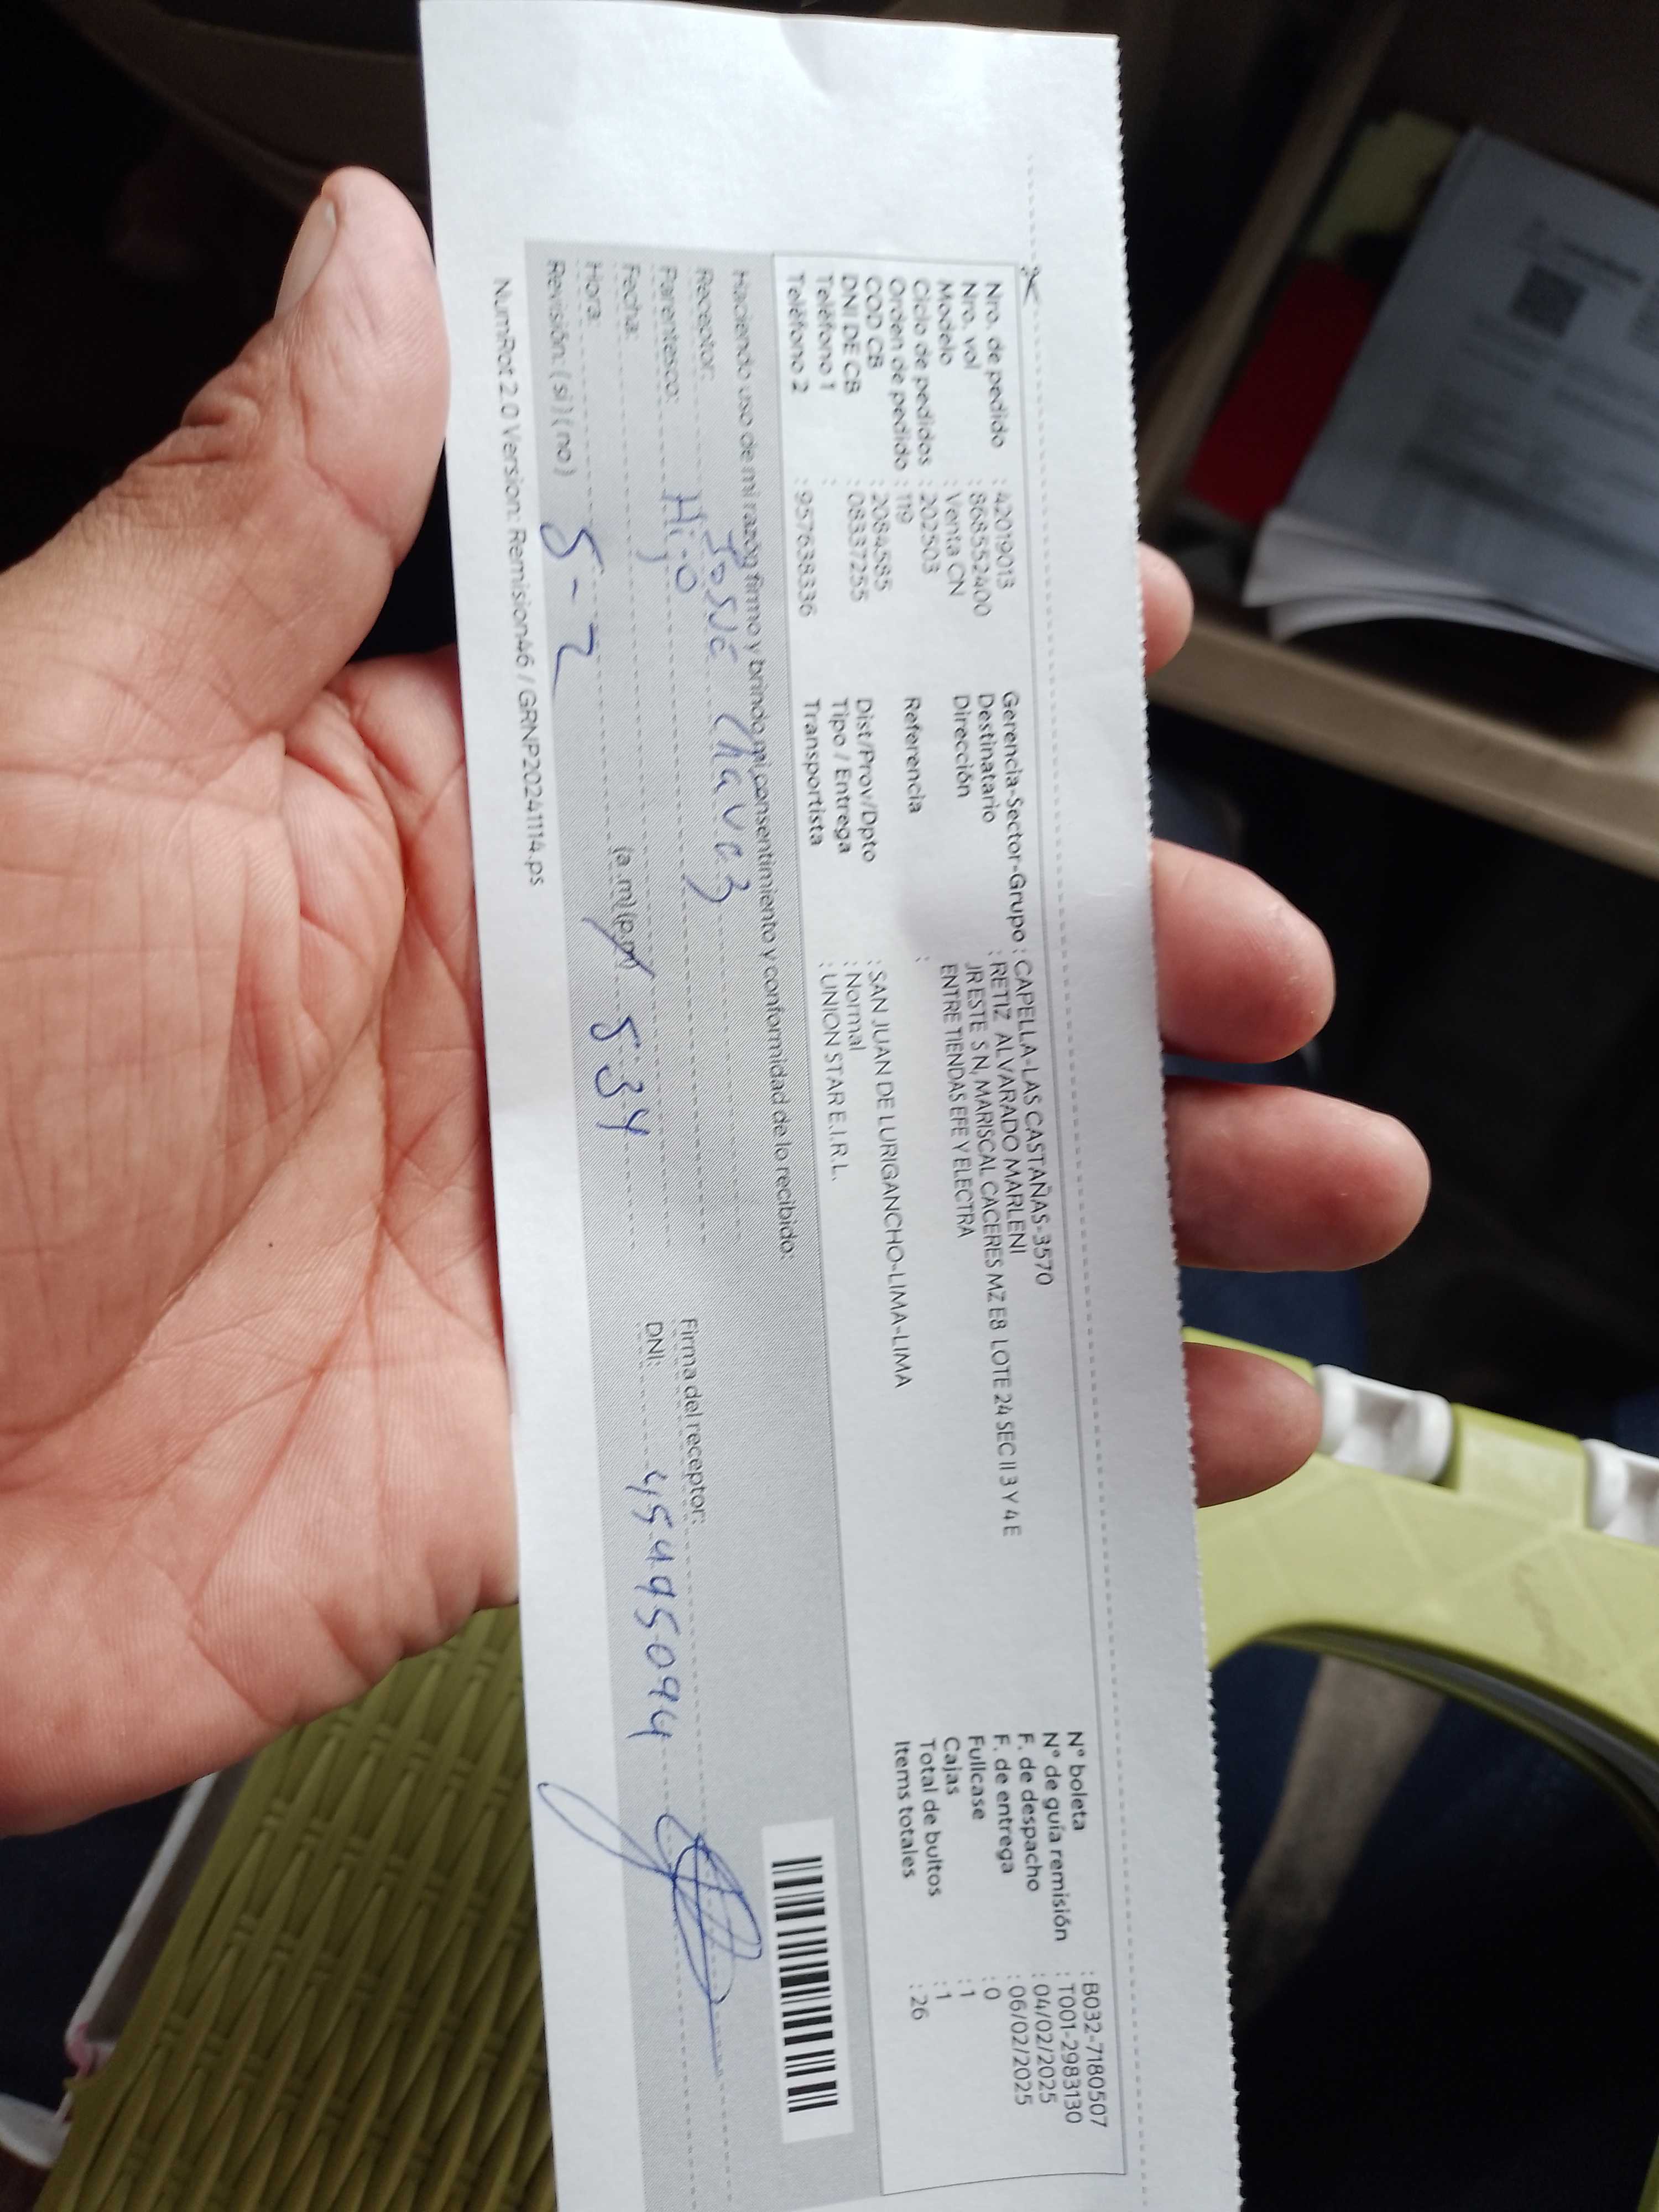 Nro. de pedido : 42019013
Nro. vol : 868552400
Modelo : Venta CN
Ciclo de pedidos : 202503
Orden de pedido : 119
COD CB : 2084585
DNI DE CB : 08337255
Teléfono 1 :
Teléfono 2 : 957638336
Gerencia-Sector-Grupo : CAPELLA-LAS CASTAÑAS-3570
Destinatario : RETIZ ALVARADO MARLENI
Dirección : JR ESTE S N, MARISCAL CACERES MZ E8 LOTE 24 SEC II 3 Y 4 E
ENTRE TIENDAS EFE Y ELECTRA
Referencia :
Dist/Prov/Dpto : SAN JUAN DE LURIGANCHO-LIMA-LIMA
Tipo / Entrega : Normal
Transportista : UNION STAR E.I.R.L.
N° boleta : B032-7180507
N° de guía remisión : T001-2983130
F. de despacho : 04/02/2025
F. de entrega : 06/02/2025
Fullcase : 0
Cajas : 1
Total de bultos : 1
Items totales : 26
Haciendo uso de mi razón firmo y brindo mi consentimiento y conformidad de lo recibido:
Receptor: Josué Chavez
Parentesco: Hijo
Fecha:
Hora: (a.m) (p.m) 5 34
Revisión: ( si ) ( no ) 5-2
Firma del receptor:
DNI: 45495094
NumRot 2.0 Version: Remision46 / GRNP20241114.ps